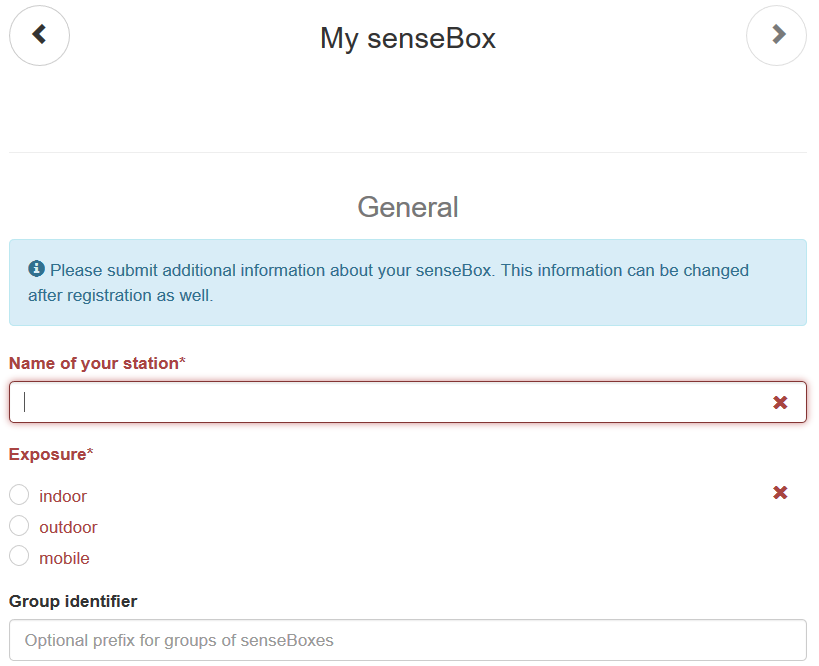 My senseBox
General
Please submit additional information about your senseBox. This information can be changed
after registration as well.
Name of your station*
Exposure*
indoor
outdoor
mobile
Group identifier
Optional prefix for groups of senseBoxes